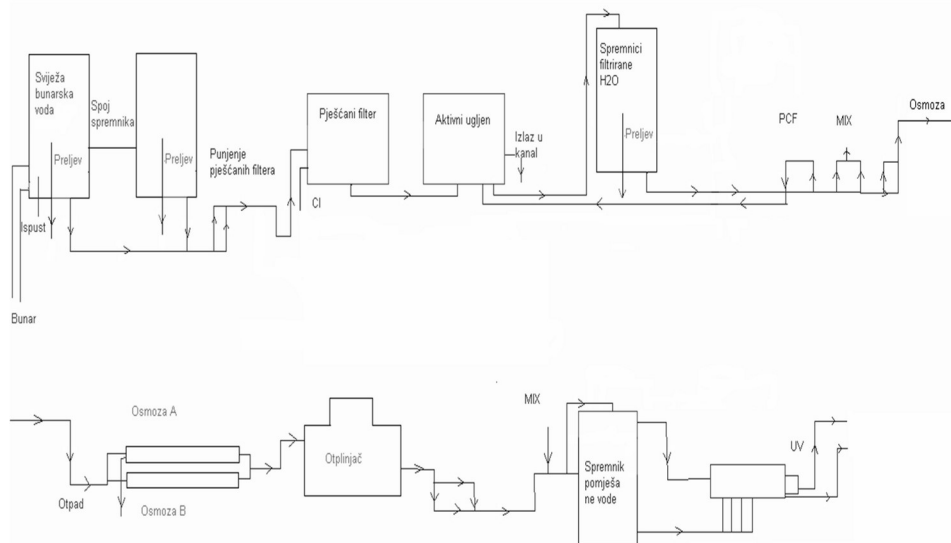 Sviježa
bunarska
voda
Spoj
spremnika
Preljev
Preljev
Ispust
Bunar
Punjenje
pješčanih filtera
Pješčani filter
Cl
Aktivni ugljen
Izlaz u
kanal
Spremnici
filtrirane
H2O
Preljev
PCF
MIX
Osmoza
Osmoza A
Otpad
Osmoza B
Otplinjač
MIX
Spremnik
pomješa
ne vode
UV